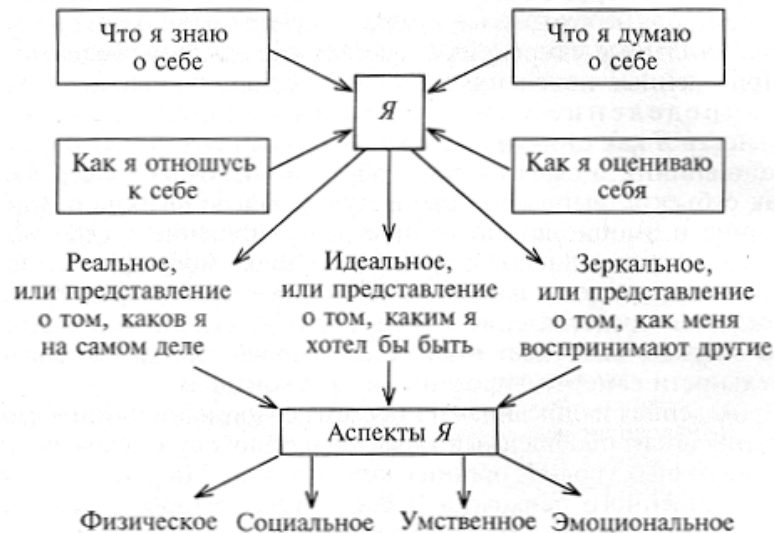 Что я знаю
о себе
Что я думаю
о себе
Я
Как я отношусь
к себе
Как я оцениваю
себя
Реальное,
или представление
о том, каков я
на самом деле
Идеальное,
или представление
о том, каким я
хотел бы быть
Зеркальное,
или представление
о том, как меня
воспринимают другие
Аспекты Я
Физическое
Социальное
Умственное
Эмоциональное